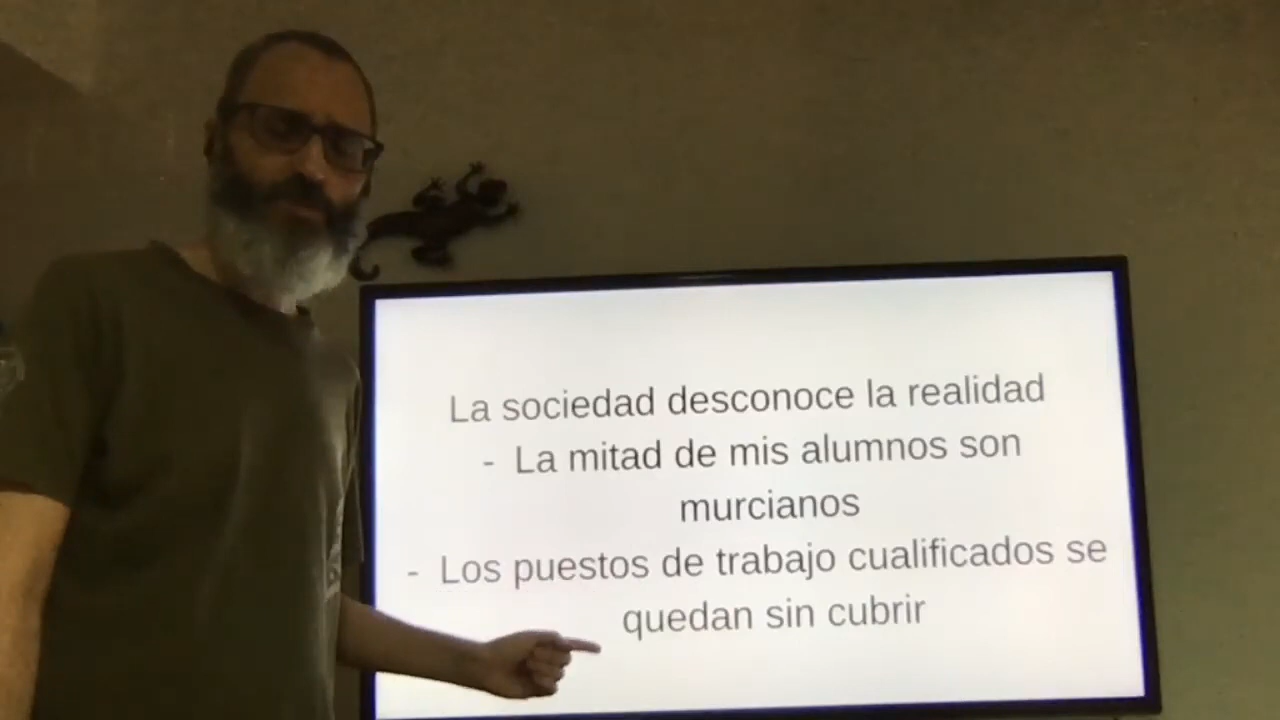 La sociedad desconoce la realidad
- La mitad de mis alumnos son
murcianos
- Los puestos de trabajo cualificados se
quedan sin cubrir